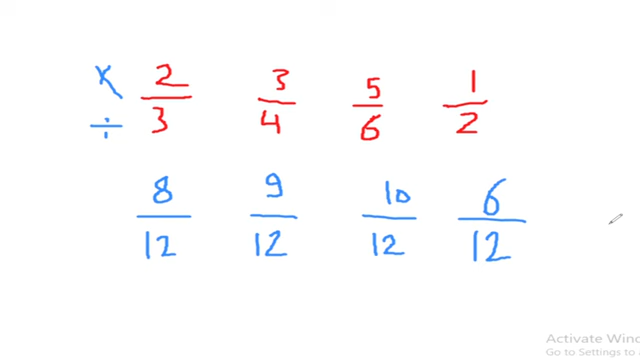 × 2/3 3/4 5/6 1/2
÷
8/12 9/12 10/12 6/12
Activate Win
Go to Settings to